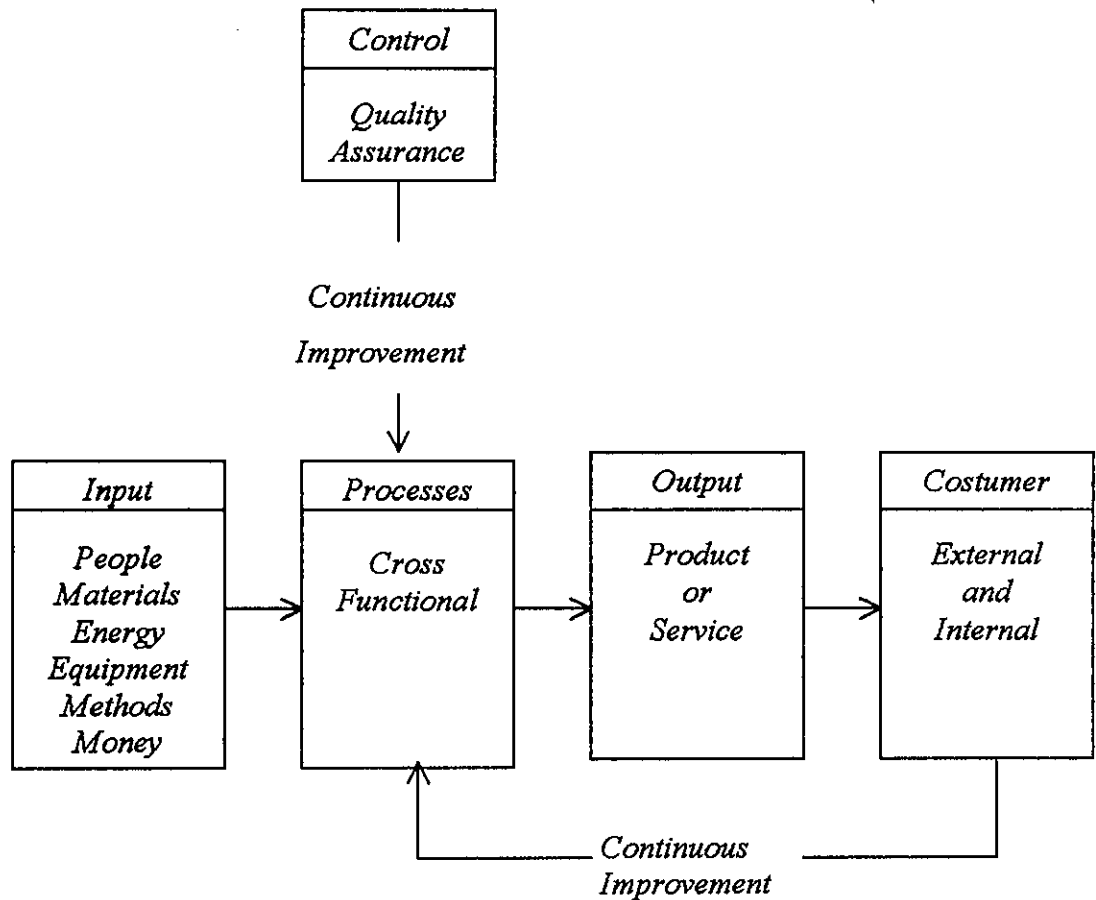 Control
Quality
Assurance
Continuous
Improvement
Input
People
Materials
Energy
Equipment
Methods
Money
Processes
Cross
Functional
Output
Product
or
Service
Costumer
External
and
Internal
Continuous
Improvement